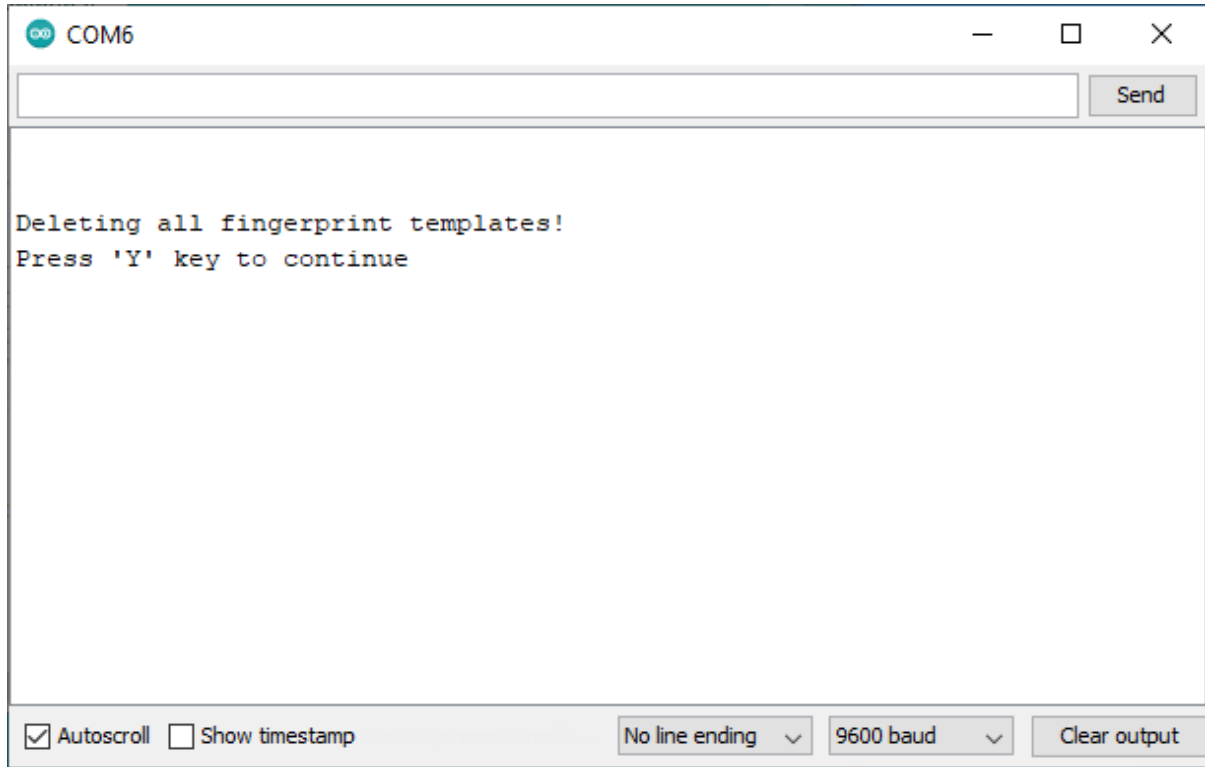 COM6
Send
Deleting all fingerprint templates!
Press 'Y' key to continue
Autoscroll
Show timestamp
No line ending
9600 baud
Clear output